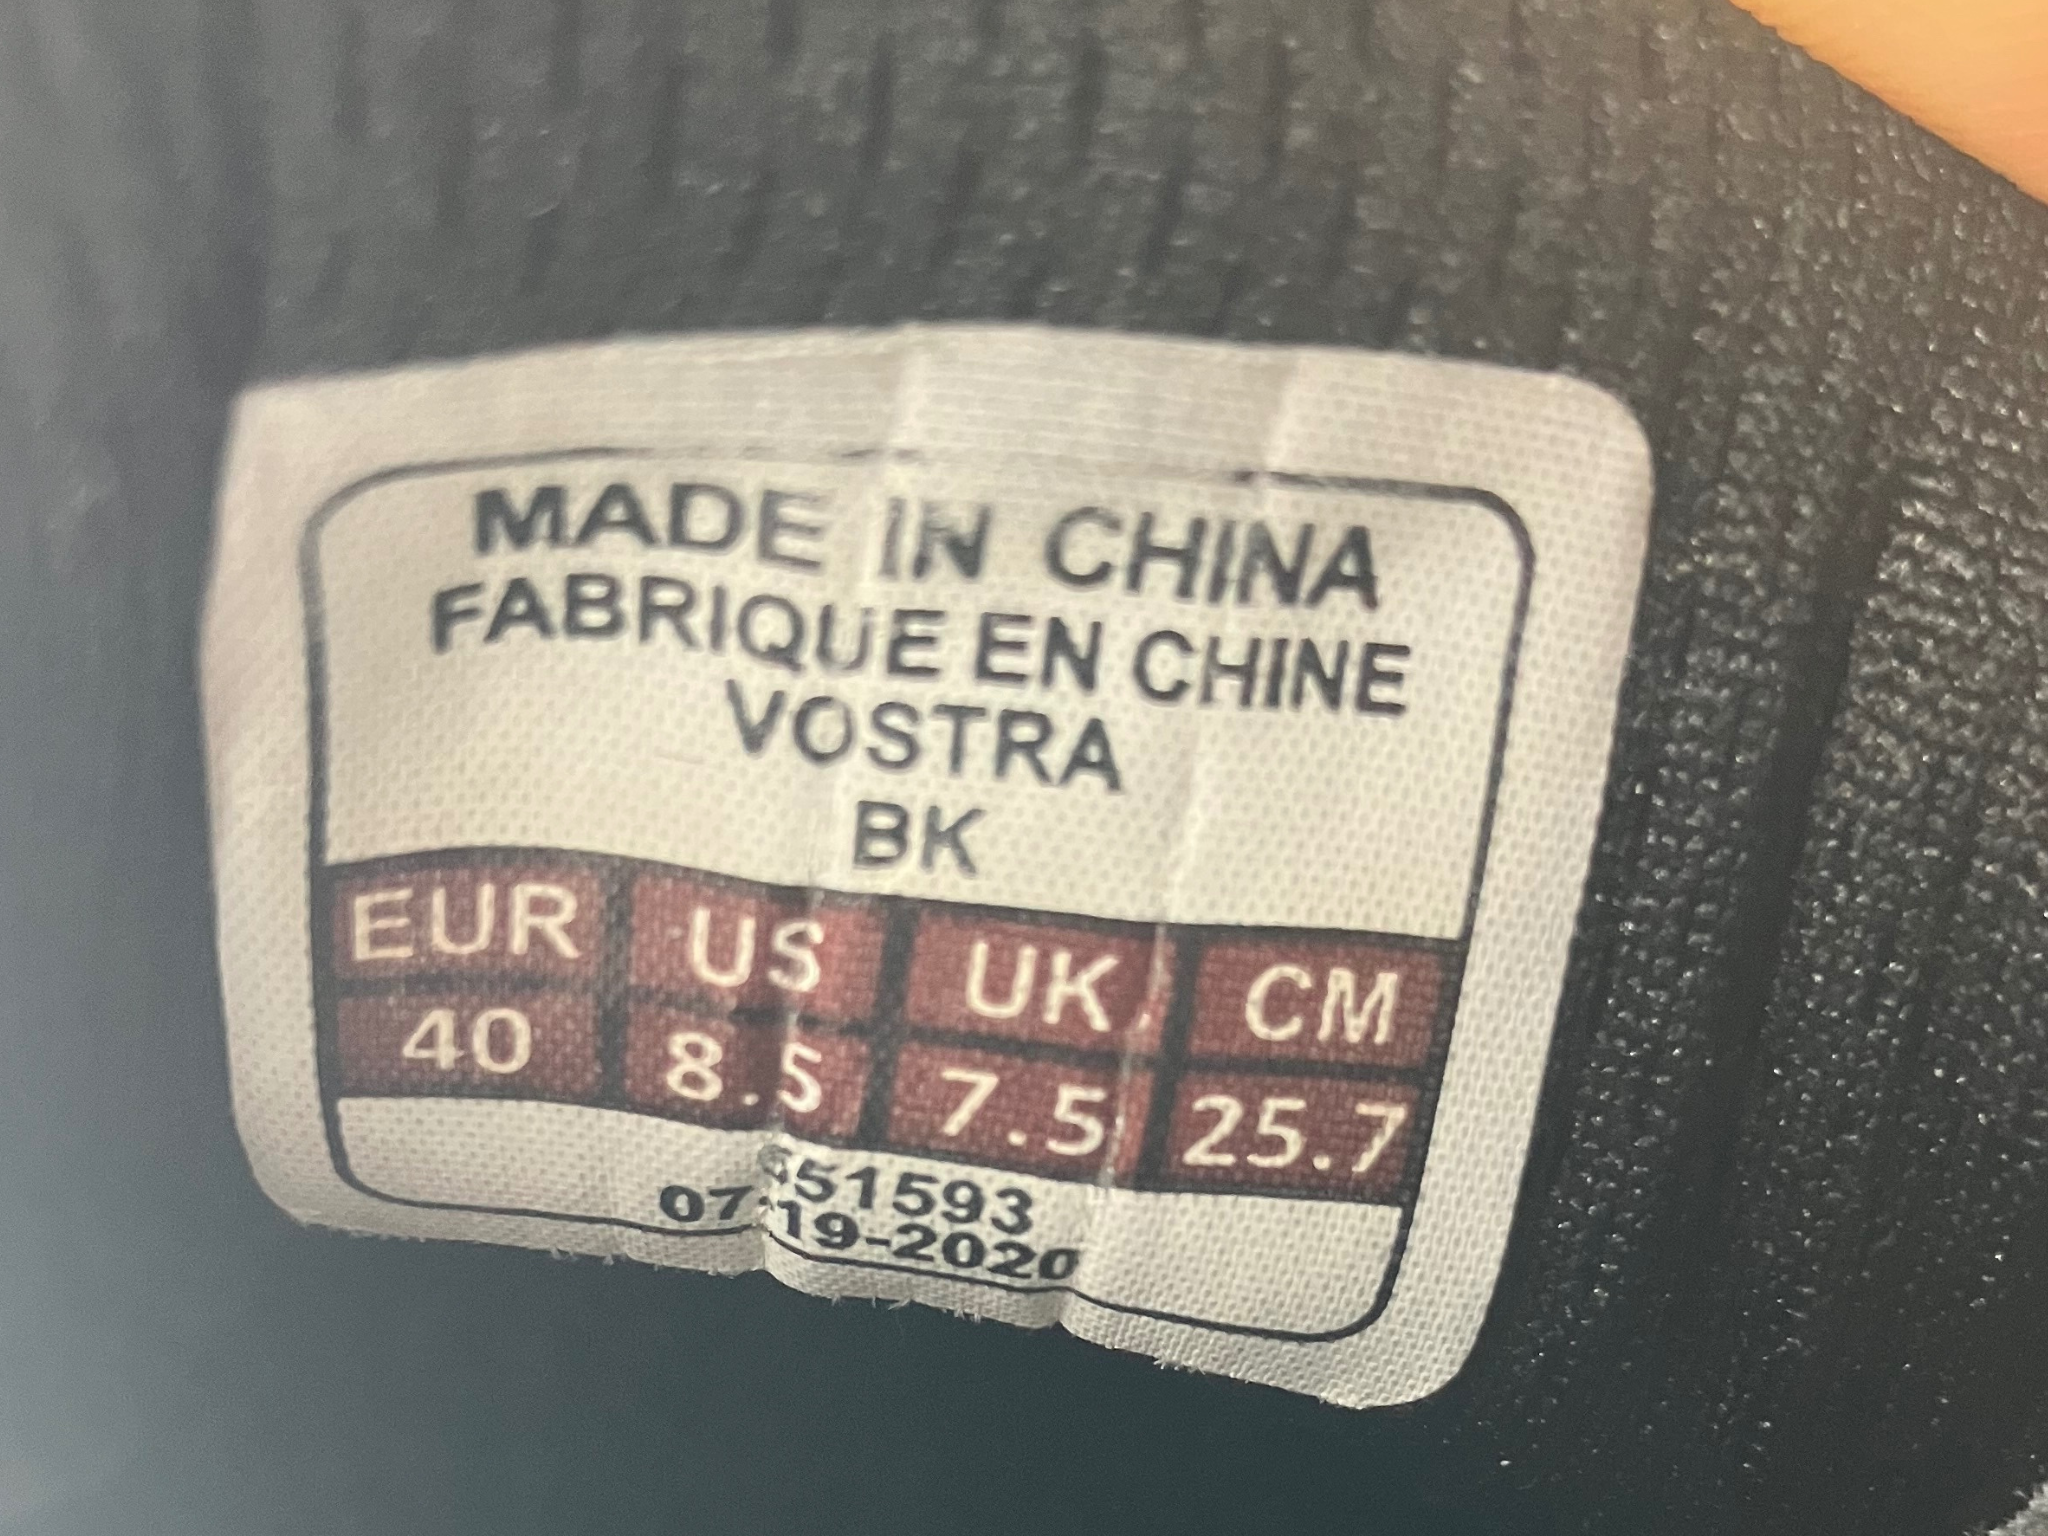 MADE IN CHINA
FABRIQUE EN CHINE
VOSTRA
BK
EUR US UK CM
40 8.5 7.5 25.7
07-19-2020